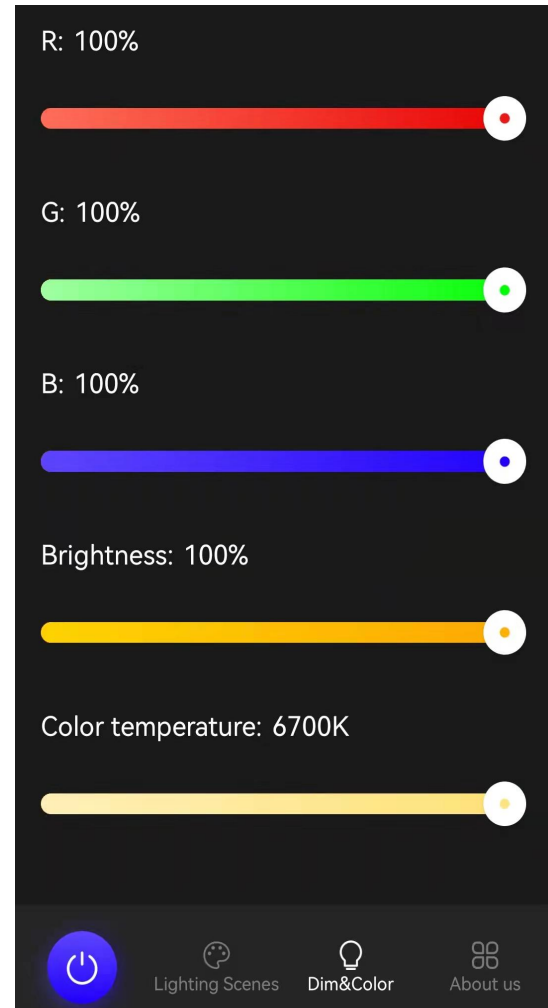 R: 100%
G: 100%
B: 100%
Brightness: 100%
Color temperature: 6700K
Lighting Scenes Dim&Color About us